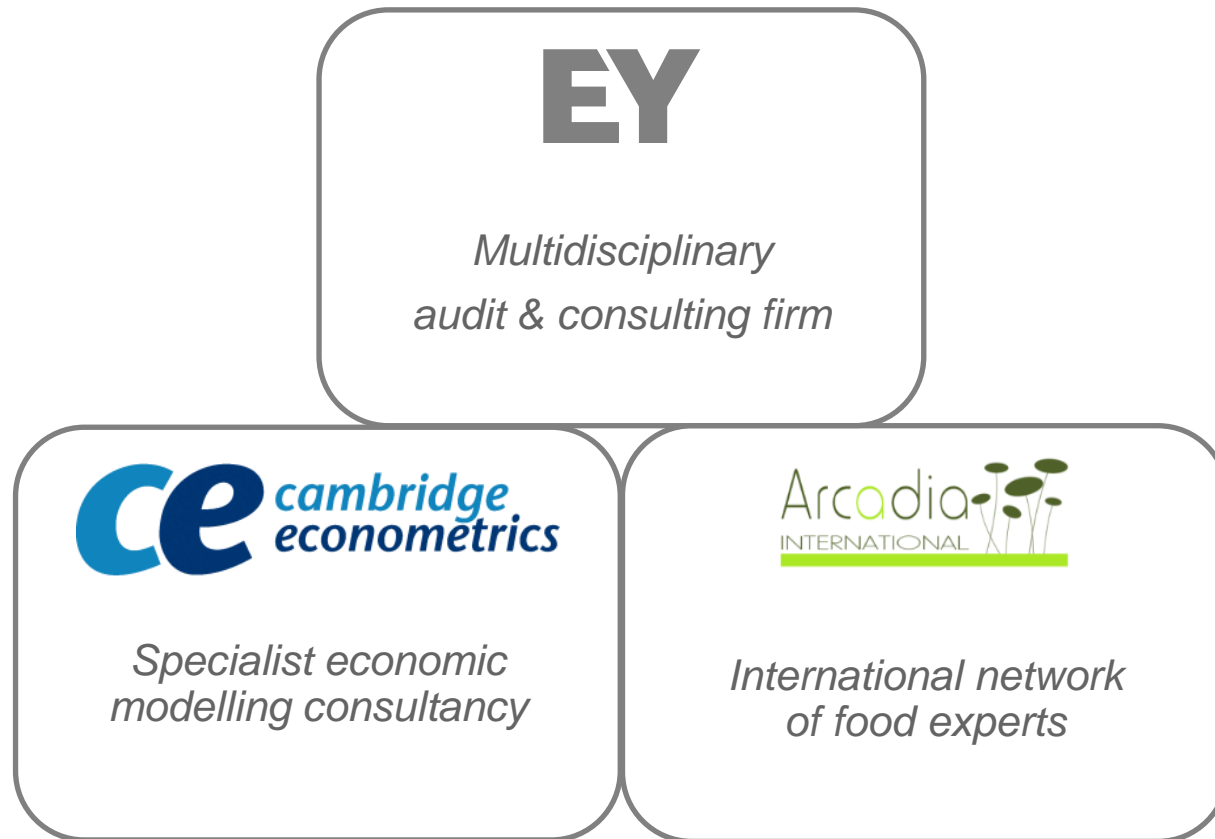 EY
Multidisciplinary
audit & consulting firm
ce cambridge
econometrics
Specialist economic
modelling consultancy
Arcadia
INTERNATIONAL
International network
of food experts